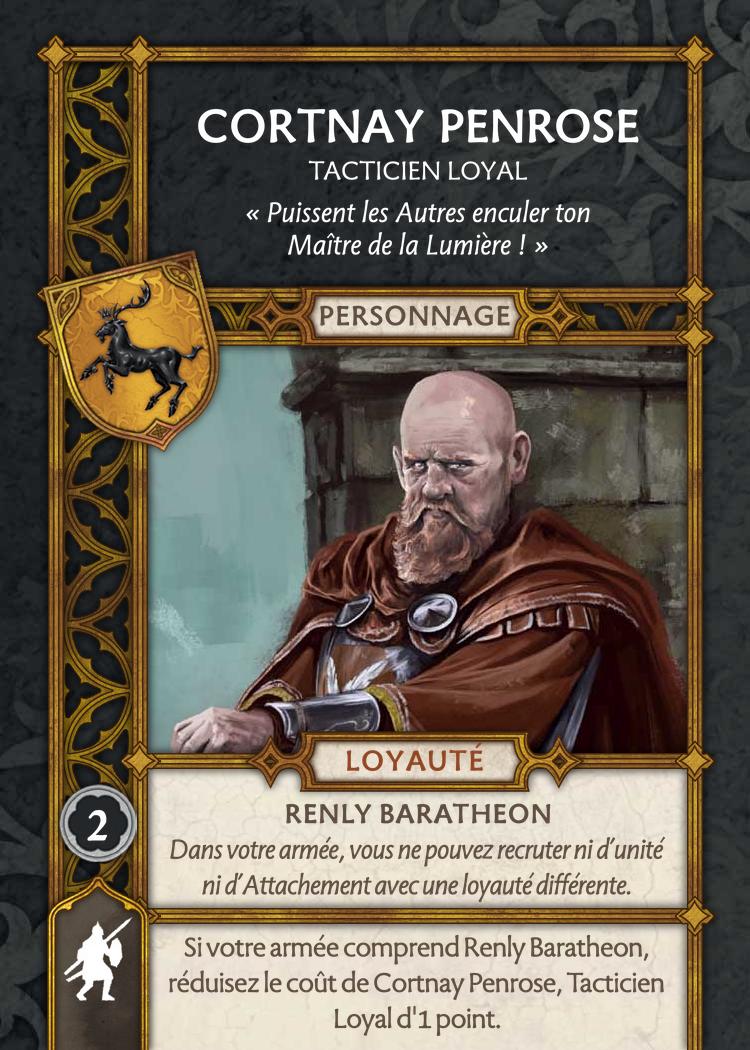 CORTNAY PENROSE
TACTICIEN LOYAL
« Puissent les Autres enculer ton
Maître de la Lumière ! »
PERSONNAGE
LOYAUTÉ
2
RENLY BARATHEON
Dans votre armée, vous ne pouvez recruter ni d'unité
ni d'Attachement avec une loyauté différente.
Si votre armée comprend Renly Baratheon,
réduisez le coût de Cortnay Penrose, Tacticien
Loyal d'1 point.